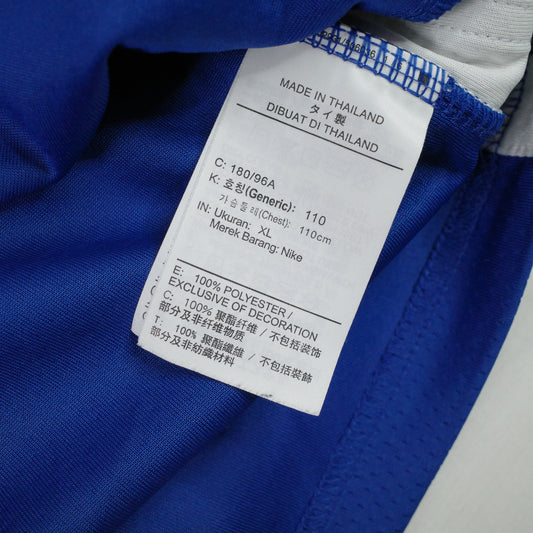 MADE IN THAILAND
タイ製
DIBUAT DI THAILAND
C: 180/96A
K: 호칭(Generic): 110
가슴둘레(Chest): 110cm
IN: Ukuran: XL
Merek Barang: Nike
E: 100% POLYESTER /
EXCLUSIVE OF DECORATION
C: 100% 聚酯纤维 / 不包括装饰
部分及非纤维物质
T: 100% 聚酯纖維 / 不包括裝飾
部分及非紡織材料